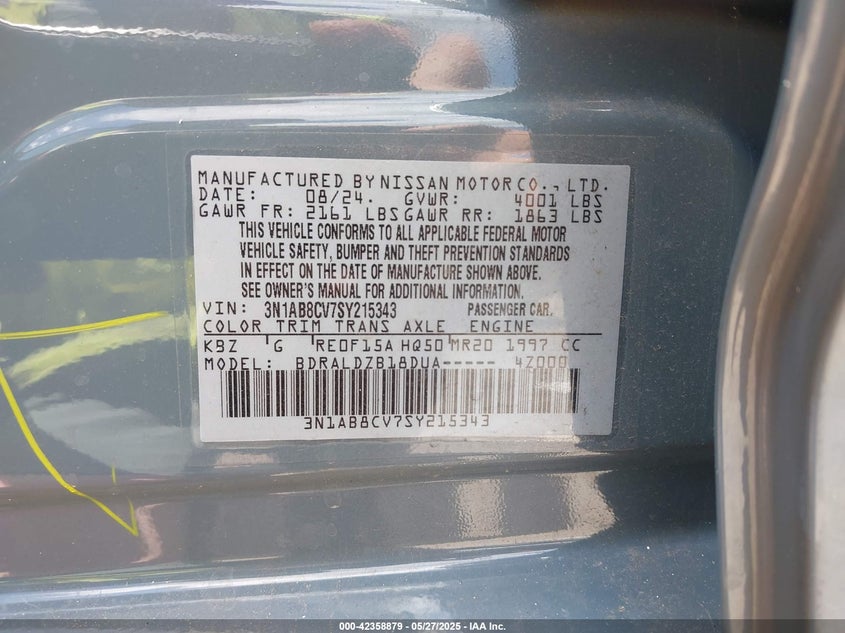 MANUFACTURED BY NISSAN MOTOR CO., LTD.
DATE: 08/24. GVWR: 4001 LBS
GAWR FR: 2161 LBS GAWR RR: 1863 LBS
THIS VEHICLE CONFORMS TO ALL APPLICABLE FEDERAL MOTOR
VEHICLE SAFETY, BUMPER AND THEFT PREVENTION STANDARDS
IN EFFECT ON THE DATE OF MANUFACTURE SHOWN ABOVE.
SEE OWNER'S MANUAL FOR ADDITIONAL INFORMATION.
VIN: 3N1AB8CV7SY215343 PASSENGER CAR.
COLOR TRIM TRANS AXLE ENGINE
KBZ G RE0F15A HQ50 MR20 1997 CC
MODEL: BDRALDZB18DUA----- 4Z000
3N1AB8CV7SY215343
000-42358879 - 05/27/2025 - IAA Inc.